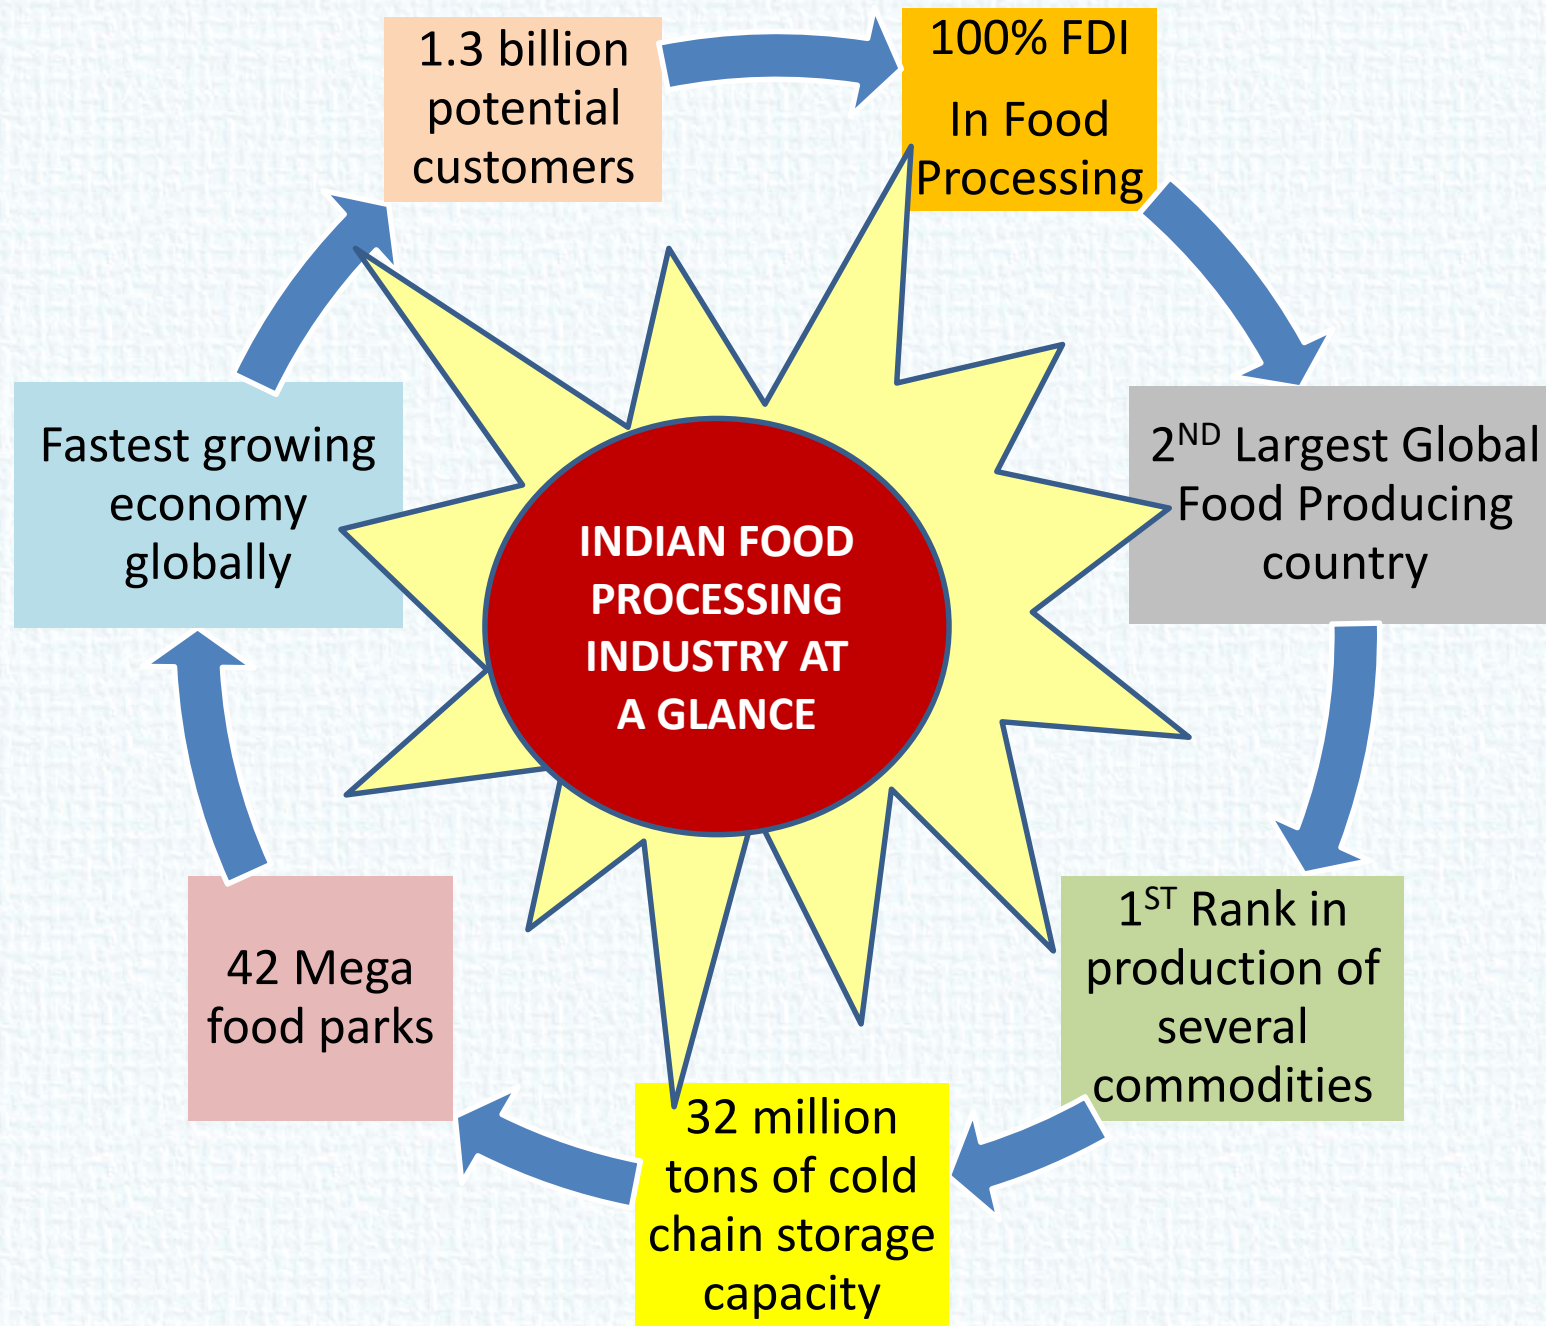 1.3 billion
potential
customers
100% FDI
In Food
Processing
2ND Largest Global
Food Producing
country
1ST Rank in
production of
several
commodities
32 million
tons of cold
chain storage
capacity
42 Mega
food parks
Fastest growing
economy
globally
INDIAN FOOD
PROCESSING
INDUSTRY AT
A GLANCE